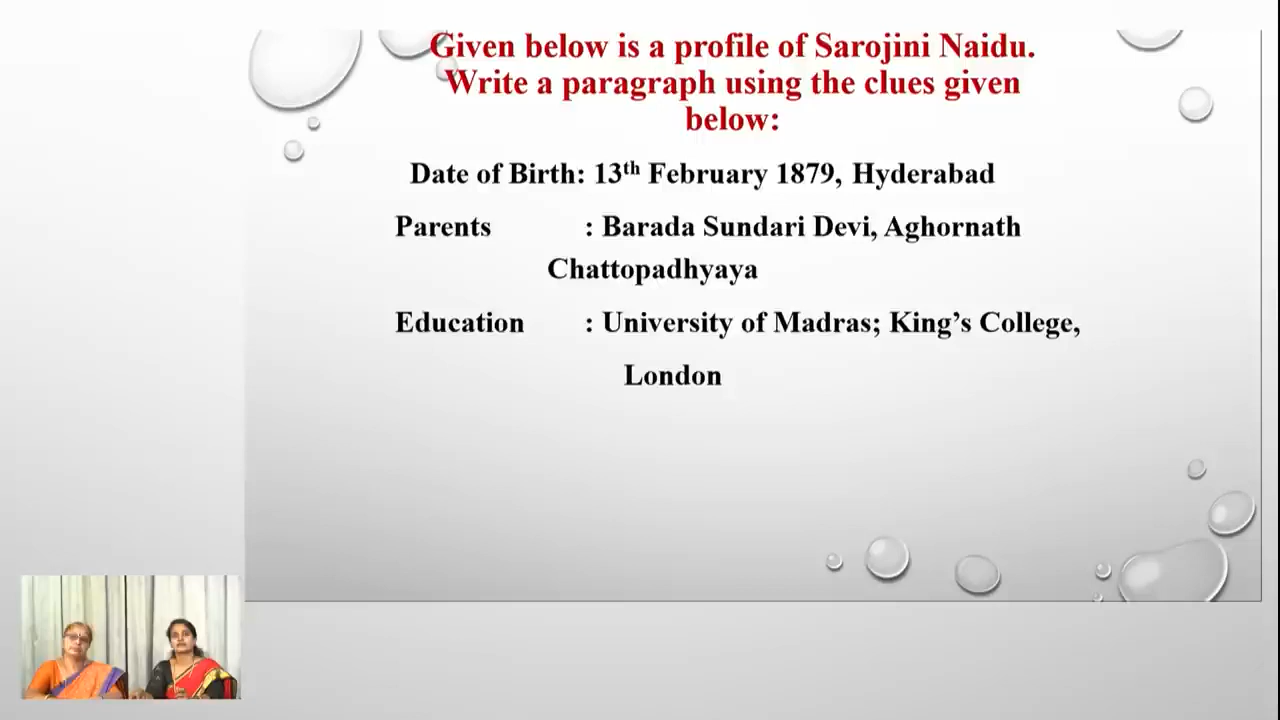 Given below is a profile of Sarojini Naidu.
Write a paragraph using the clues given
below:
Date of Birth: 13th February 1879, Hyderabad
Parents : Barada Sundari Devi, Aghornath
Chattopadhyaya
Education : University of Madras; King's College,
London